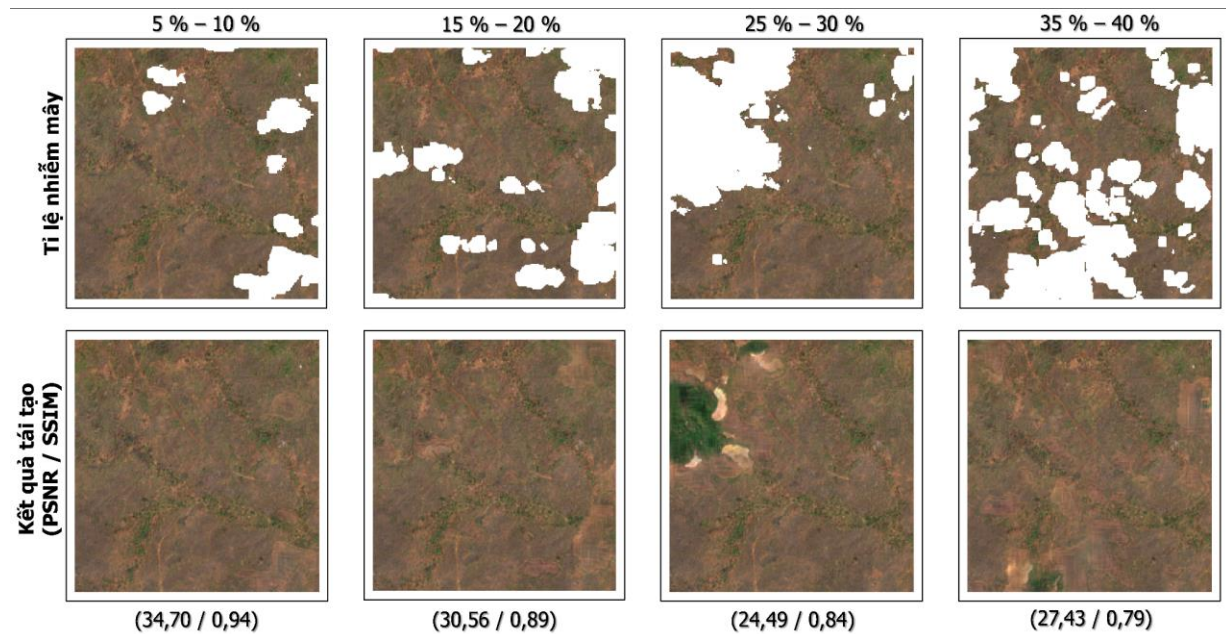 5 % – 10 %
15 % – 20 %
25 % – 30 %
35 % – 40 %
Tỉ lệ nhiễm mây
Kết quả tái tạo
(PSNR / SSIM)
(34,70 / 0,94)
(30,56 / 0,89)
(24,49 / 0,84)
(27,43 / 0,79)